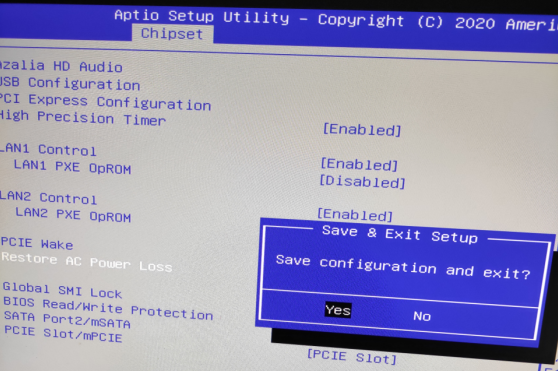 Aptio Setup Utility – Copyright (C) 2020 Ameri
Chipset
Azalia HD Audio
USB Configuration
PCI Express Configuration
High Precision Timer [Enabled]
LAN1 Control [Enabled]
LAN1 PXE OpROM [Disabled]
LAN2 Control [Enabled]
LAN2 PXE OpROM
PCIE Wake
Restore AC Power Loss
Global SMI Lock
BIOS Read/Write Protection
SATA Port2/mSATA
PCIE Slot/mPCIE [PCIE Slot]
Save & Exit Setup
Save configuration and exit?
Yes No